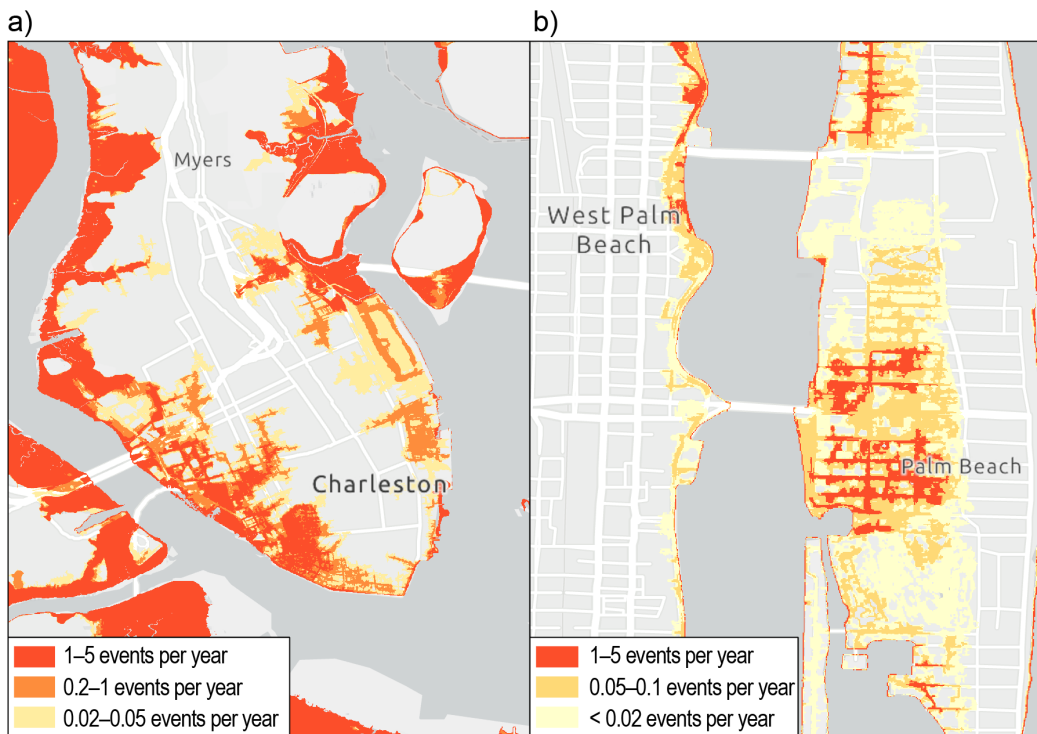 a)
Myers
Charleston
1–5 events per year
0.2–1 events per year
0.02–0.05 events per year
b)
West Palm
Beach
Palm Beach
1–5 events per year
0.05–0.1 events per year
< 0.02 events per year